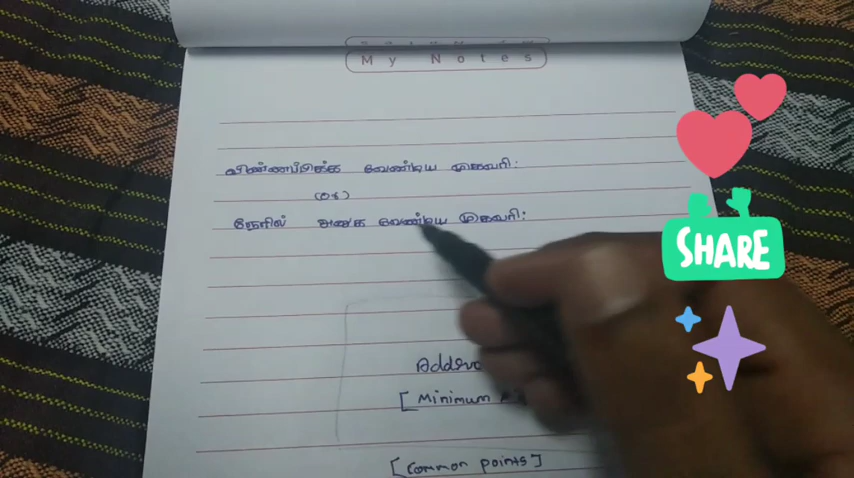 My Notes
விண்ணப்பிக்க வேண்டிய முகவரி:
(or)
நேரில் அணுக வேண்டிய முகவரி:
SHARE
[Minimum
[Common points]